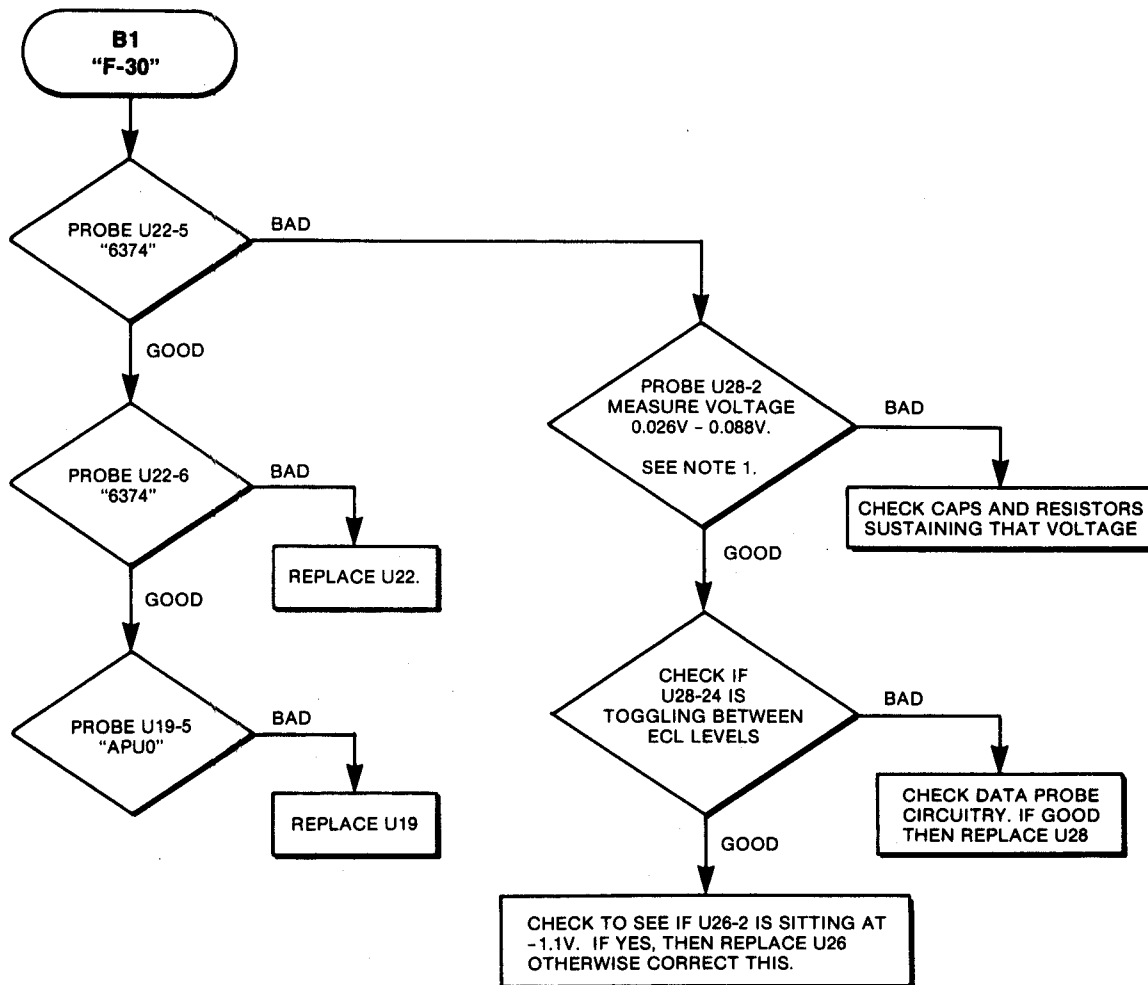 B1
“F-30”
PROBE U22-5
“6374”
BAD
GOOD
PROBE U28-2
MEASURE VOLTAGE
0.026V – 0.088V.
SEE NOTE 1.
BAD
CHECK CAPS AND RESISTORS
SUSTAINING THAT VOLTAGE
PROBE U22-6
“6374”
BAD
REPLACE U22.
GOOD
GOOD
PROBE U19-5
“APU0”
BAD
REPLACE U19
CHECK IF
U28-24 IS
TOGGLING BETWEEN
ECL LEVELS
BAD
CHECK DATA PROBE
CIRCUITRY. IF GOOD
THEN REPLACE U28
GOOD
CHECK TO SEE IF U26-2 IS SITTING AT
–1.1V. IF YES, THEN REPLACE U26
OTHERWISE CORRECT THIS.